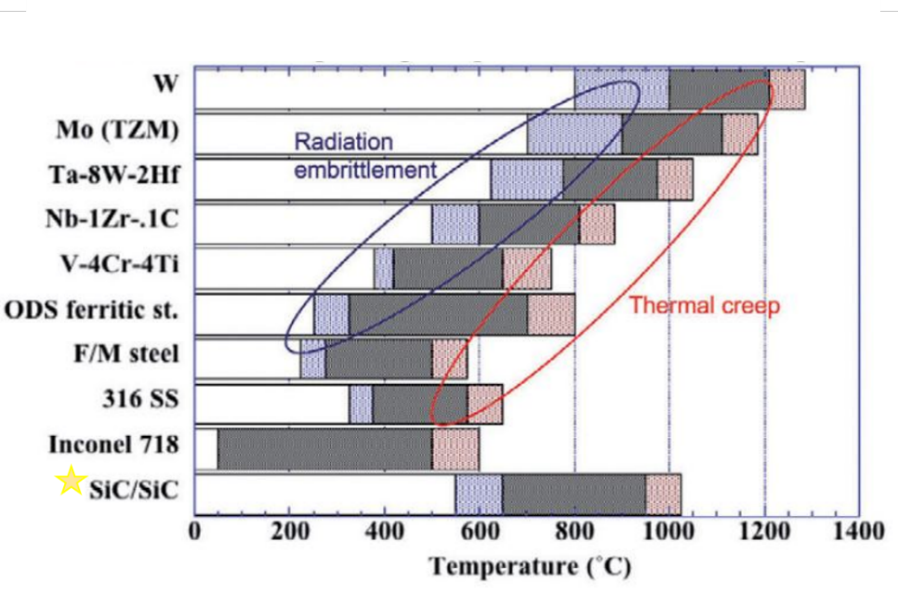 W
Mo (TZM)
Radiation
embrittlement
Ta-8W-2Hf
Nb-1Zr-.1C
V-4Cr-4Ti
ODS ferritic st.
Thermal creep
F/M steel
316 SS
Inconel 718
SiC/SiC
0 200 400 600 800 1000 1200 1400
Temperature (˚C)